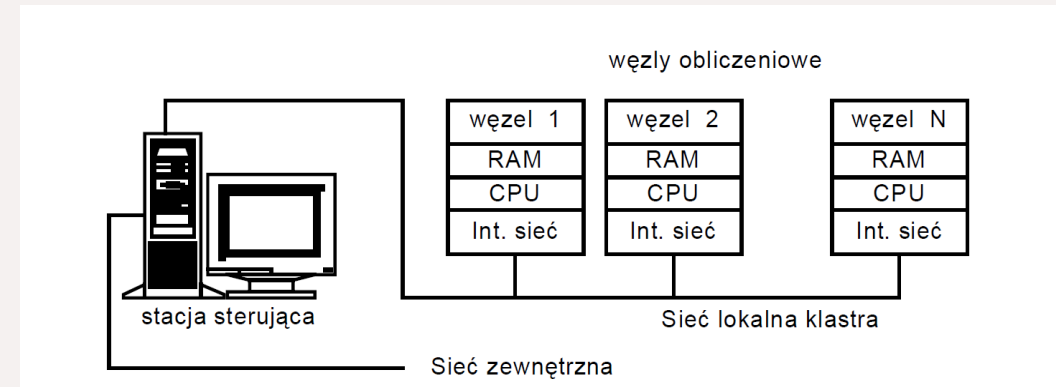 węzly obliczeniowe
węzel 1
RAM
CPU
Int. sieć
węzel 2
RAM
CPU
Int. sieć
węzel N
RAM
CPU
Int. sieć
stacja sterująca
Sieć lokalna klastra
Sieć zewnętrzna